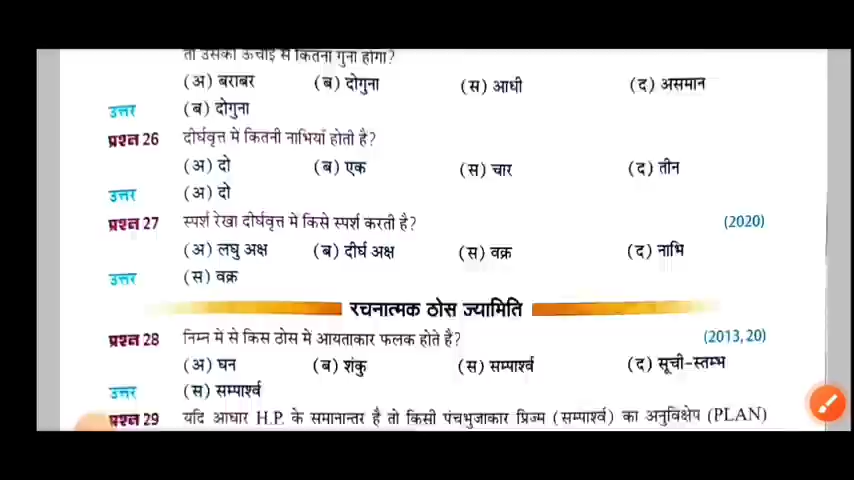 तो उसकी ऊंचाई से कितना गुना होगा?
(अ) बराबर (ब) दोगुना (स) आधी (द) असमान
उत्तर (ब) दोगुना
प्रश्न 26 दीर्घवृत्त में कितनी नाभियाँ होती है?
(अ) दो (ब) एक (स) चार (द) तीन
उत्तर (अ) दो
प्रश्न 27 स्पर्श रेखा दीर्घवृत्त में किसे स्पर्श करती है? (2020)
(अ) लघु अक्ष (ब) दीर्घ अक्ष (स) वक्र (द) नाभि
उत्तर (स) वक्र
रचनात्मक ठोस ज्यामिति
प्रश्न 28 निम्न में से किस ठोस में आयताकार फलक होते है? (2013, 20)
(अ) घन (ब) शंकु (स) सम्पार्श्व (द) सूची-स्तम्भ
उत्तर (स) सम्पार्श्व
प्रश्न 29 यदि आधार H.P. के समानान्तर है तो किसी पंचभुजाकार प्रिज्म (सम्पार्श्व) का अनुविक्षेप (PLAN)